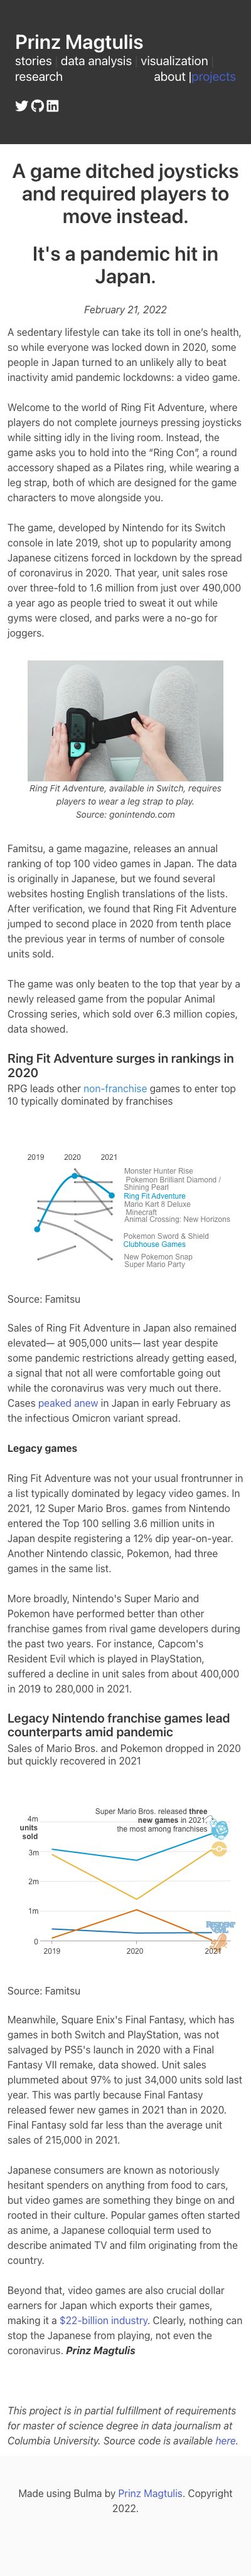 Prinz Magtulis
stories | data analysis | visualization |
research about |projects
A game ditched joysticks
and required players to
move instead.
It's a pandemic hit in
Japan.
February 21, 2022
A sedentary lifestyle can take its toll in one’s health,
so while everyone was locked down in 2020, some
people in Japan turned to an unlikely ally to beat
inactivity amid pandemic lockdowns: a video game.
Welcome to the world of Ring Fit Adventure, where
players do not complete journeys pressing joysticks
while sitting idly in the living room. Instead, the
game asks you to hold into the “Ring Con”, a round
accessory shaped as a Pilates ring, while wearing a
leg strap, both of which are designed for the game
characters to move alongside you.
The game, developed by Nintendo for its Switch
console in late 2019, shot up to popularity among
Japanese citizens forced in lockdown by the spread
of coronavirus in 2020. That year, unit sales rose
over three-fold to 1.6 million from just over 490,000
a year ago as people tried to sweat it out while
gyms were closed, and parks were a no-go for
joggers.
Ring Fit Adventure, available in Switch, requires
players to wear a leg strap to play.
Source: gonintendo.com
Famitsu, a game magazine, releases an annual
ranking of top 100 video games in Japan. The data
is originally in Japanese, but we found several
websites hosting English translations of the lists.
After verification, we found that Ring Fit Adventure
jumped to second place in 2020 from tenth place
the previous year in terms of number of console
units sold.
The game was only beaten to the top that year by a
newly released game from the popular Animal
Crossing series, which sold over 6.3 million copies,
data showed.
Ring Fit Adventure surges in rankings in
2020
RPG leads other non-franchise games to enter top
10 typically dominated by franchises
2019 2020 2021
Monster Hunter Rise
Pokemon Brilliant Diamond /
Shining Pearl
Ring Fit Adventure
Mario Kart 8 Deluxe
Minecraft
Animal Crossing: New Horizons
Pokemon Sword & Shield
Clubhouse Games
New Pokemon Snap
Super Mario Party
Source: Famitsu
Sales of Ring Fit Adventure in Japan also remained
elevated— at 905,000 units— last year despite
some pandemic restrictions already getting eased,
a signal that not all were comfortable going out
while the coronavirus was very much out there.
Cases peaked anew in Japan in early February as
the infectious Omicron variant spread.
Legacy games
Ring Fit Adventure was not your usual frontrunner in
a list typically dominated by legacy video games. In
2021, 12 Super Mario Bros. games from Nintendo
entered the Top 100 selling 3.6 million units in
Japan despite registering a 12% dip year-on-year.
Another Nintendo classic, Pokemon, had three
games in the same list.
More broadly, Nintendo's Super Mario and
Pokemon have performed better than other
franchise games from rival game developers during
the past two years. For instance, Capcom's
Resident Evil which is played in PlayStation,
suffered a decline in unit sales from about 400,000
in 2019 to 280,000 in 2021.
Legacy Nintendo franchise games lead
counterparts amid pandemic
Sales of Mario Bros. and Pokemon dropped in 2020
but quickly recovered in 2021
Super Mario Bros. released three
new games in 2021,
the most among franchises
4m
units
sold
3m
2m
1m
0
2019 2020 2021
Source: Famitsu
Meanwhile, Square Enix's Final Fantasy, which has
games in both Switch and PlayStation, was not
salvaged by PS5's launch in 2020 with a Final
Fantasy VII remake, data showed. Unit sales
plummeted about 97% to just 34,000 units sold last
year. This was partly because Final Fantasy
released fewer new games in 2021 than in 2020.
Final Fantasy sold far less than the average unit
sales of 215,000 in 2021.
Japanese consumers are known as notoriously
hesitant spenders on anything from food to cars,
but video games are something they binge on and
rooted in their culture. Popular games often started
as anime, a Japanese colloquial term used to
describe animated TV and film originating from the
country.
Beyond that, video games are also crucial dollar
earners for Japan which exports their games,
making it a $22-billion industry. Clearly, nothing can
stop the Japanese from playing, not even the
coronavirus. Prinz Magtulis
This project is in partial fulfillment of requirements
for master of science degree in data journalism at
Columbia University. Source code is available here.
Made using Bulma by Prinz Magtulis. Copyright
2022.